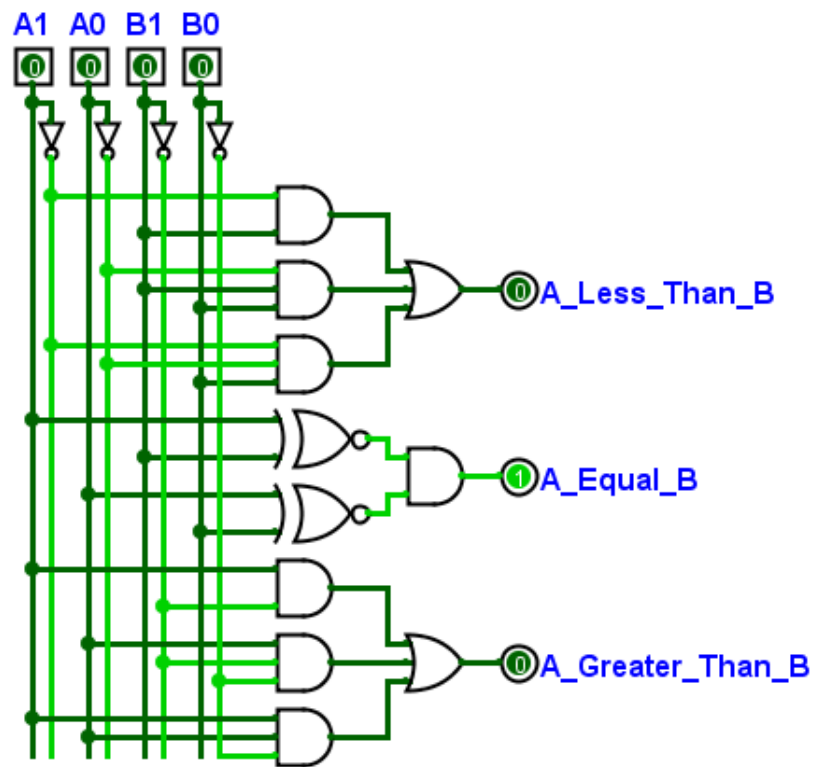 A1 A0 B1 B0
0 0 0 0
0 A_Less_Than_B
1 A_Equal_B
0 A_Greater_Than_B